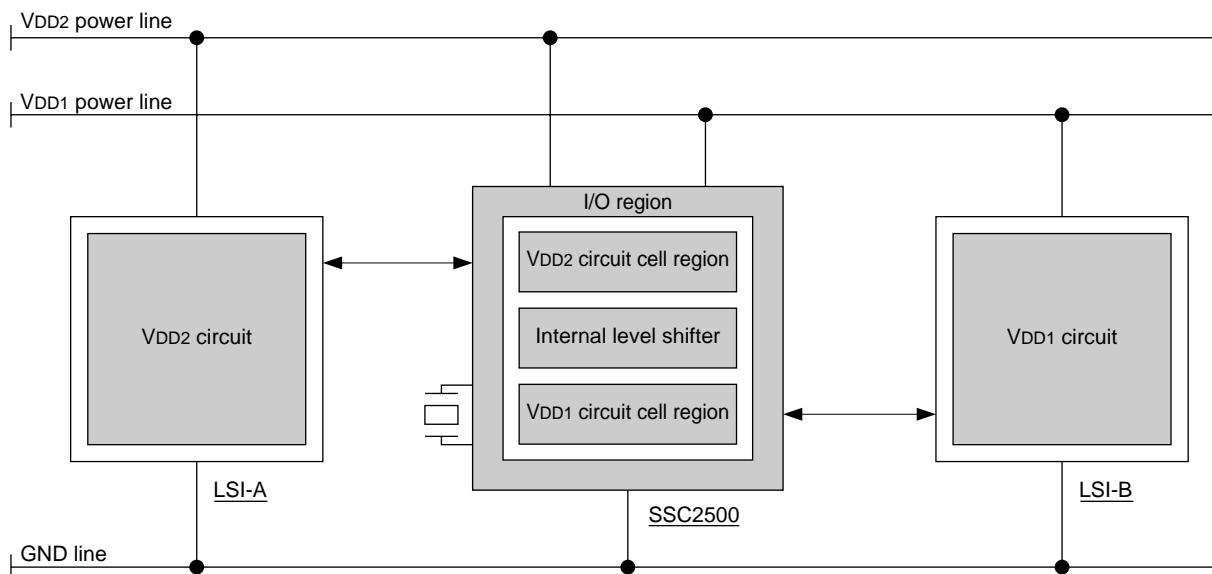 VDD2 power line
VDD1 power line
I/O region
VDD2 circuit cell region
VDD2 circuit
Internal level shifter
VDD1 circuit
VDD1 circuit cell region
LSI-A
LSI-B
SSC2500
GND line